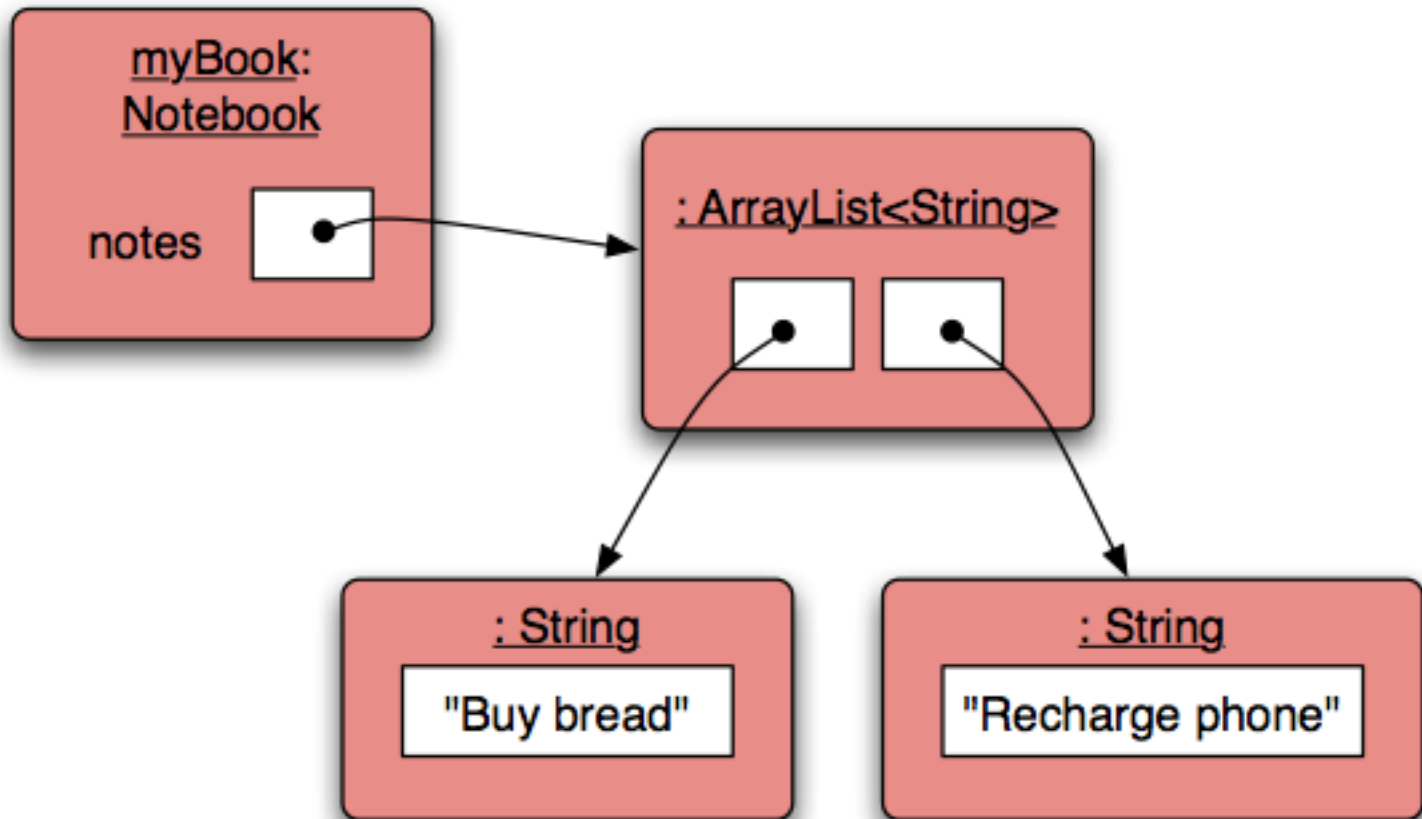 myBook:
Notebook
notes
: ArrayList<String>
: String
"Buy bread"
: String
"Recharge phone"